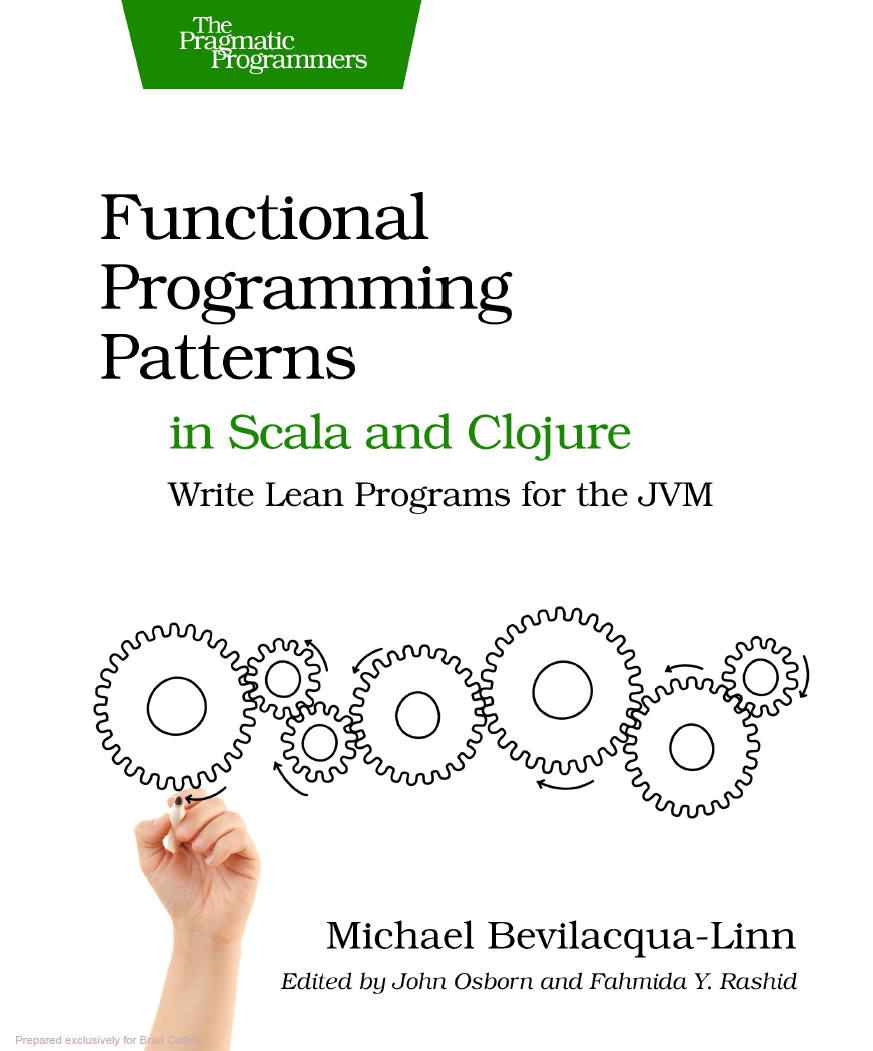 The
Pragmatic
Programmers
Functional
Programming
Patterns
in Scala and Clojure
Write Lean Programs for the JVM
Michael Bevilacqua-Linn
Edited by John Osborn and Fahmida Y. Rashid
Prepared exclusively for Brad Collins